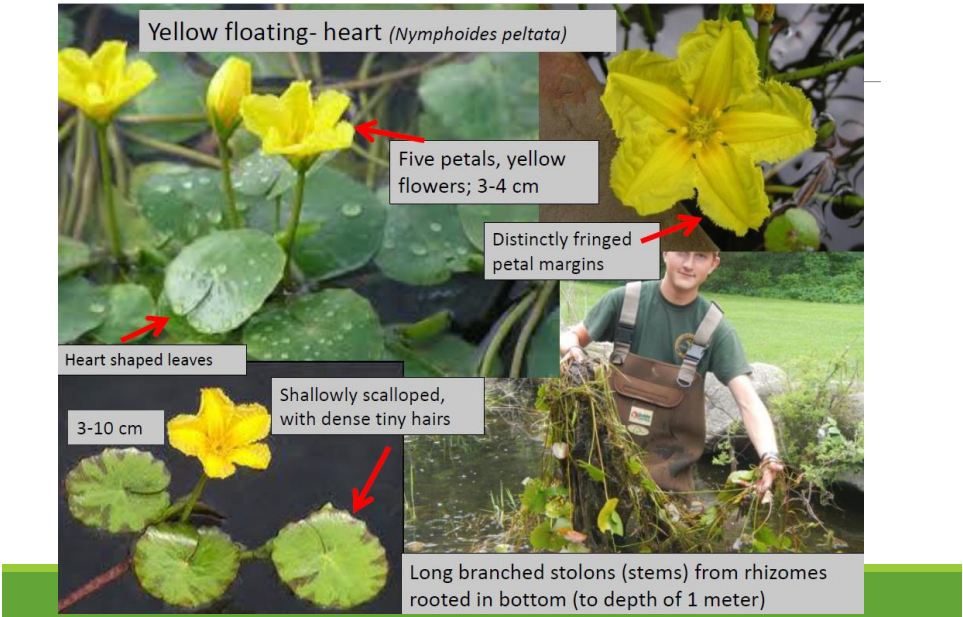 Yellow floating- heart (Nymphoides peltata)
Five petals, yellow
flowers; 3-4 cm
Distinctly fringed
petal margins
Heart shaped leaves
Shallowly scalloped,
with dense tiny hairs
3-10 cm
Long branched stolons (stems) from rhizomes
rooted in bottom (to depth of 1 meter)